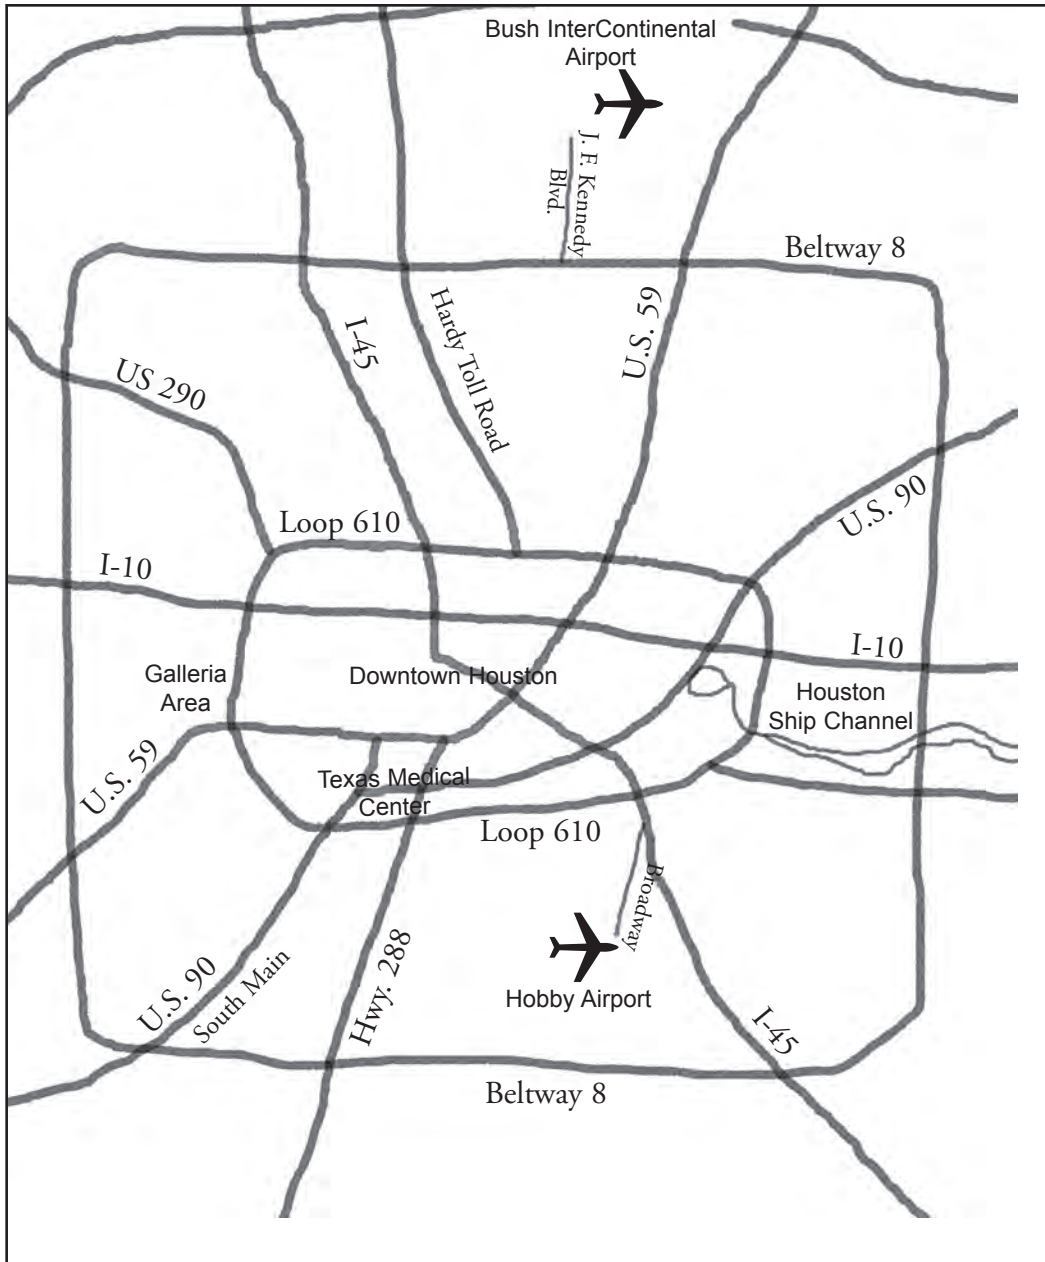 Bush InterContinental
Airport
J. F. Kennedy
Blvd.
Beltway 8
Hardy Toll Road
I-45
U.S. 59
US 290
U.S. 90
Loop 610
I-10
I-10
Galleria
Area
Downtown Houston
Houston
Ship Channel
U.S. 59
Texas Medical
Center
Loop 610
Broadway
U.S. 90
South Main
Hwy. 288
Hobby Airport
I-45
Beltway 8